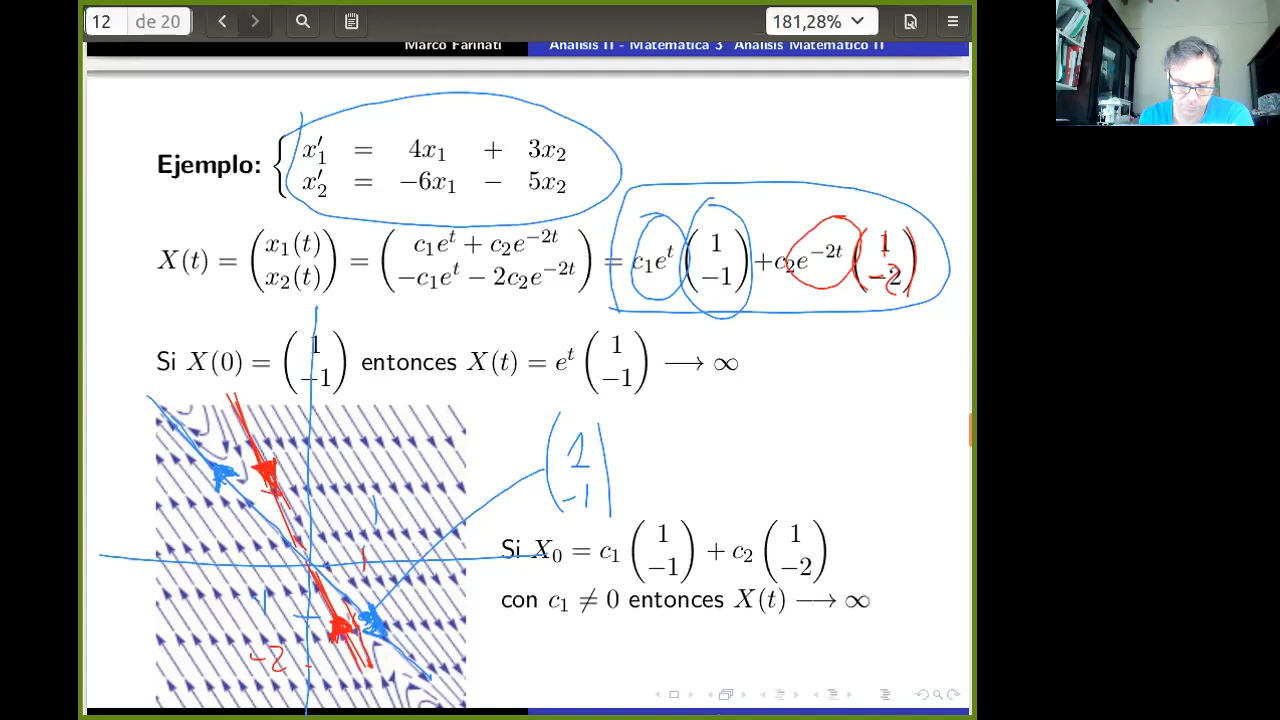 12 de 20 181,28%
Marco Farinati Análisis II - Matemática 3 Análisis Matemático II
Ejemplo: { x₁′ = 4x₁ + 3x₂
x₂′ = −6x₁ − 5x₂
X(t) = (x₁(t) x₂(t)) = (c₁eᵗ + c₂e⁻²ᵗ −c₁eᵗ − 2c₂e⁻²ᵗ) = c₁eᵗ (1 −1) + c₂e⁻²ᵗ (1 −2)
Si X(0) = (1 −1) entonces X(t) = eᵗ (1 −1) ⟶ ∞
(1 −1)
1
−2
Si X₀ = c₁ (1 −1) + c₂ (1 −2)
con c₁ ≠ 0 entonces X(t) ⟶ ∞